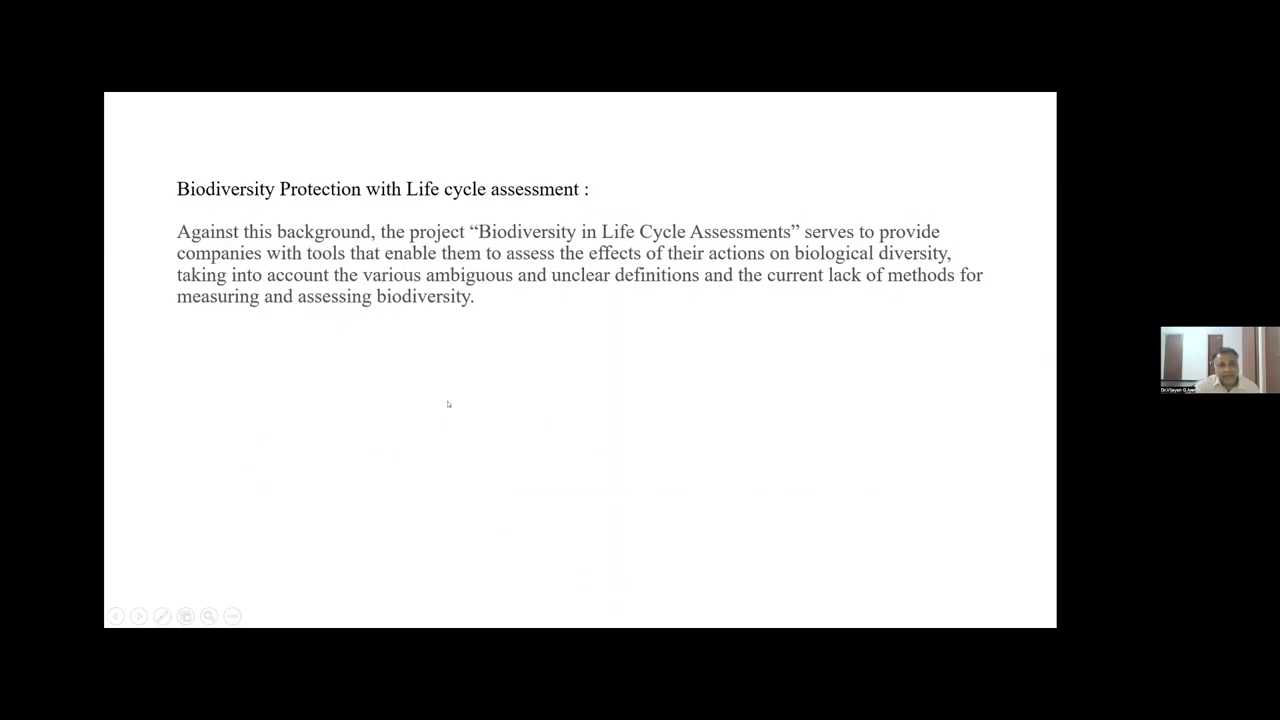 Biodiversity Protection with Life cycle assessment :
Against this background, the project “Biodiversity in Life Cycle Assessments” serves to provide
companies with tools that enable them to assess the effects of their actions on biological diversity,
taking into account the various ambiguous and unclear definitions and the current lack of methods for
measuring and assessing biodiversity.
Dr.Vijayan G